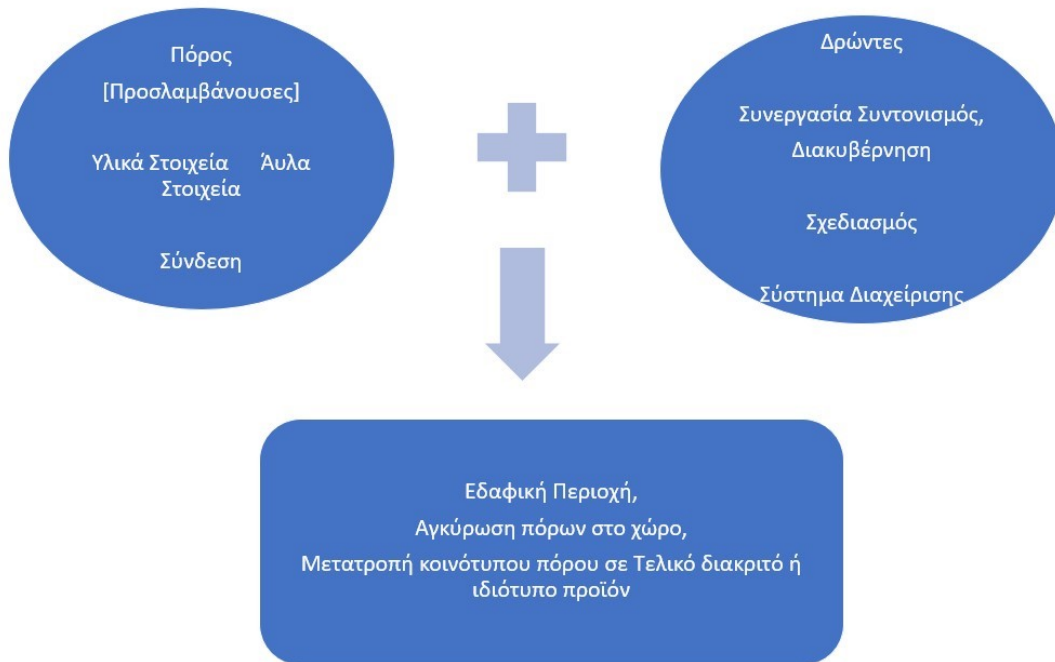 Πόρος
[Προσλαμβάνουσες]
Υλικά Στοιχεία Άυλα
Στοιχεία
Σύνδεση
Δρώντες
Συνεργασία Συντονισμός,
Διακυβέρνηση
Σχεδιασμός
Σύστημα Διαχείρισης
Εδαφική Περιοχή,
Αγκύρωση πόρων στο χώρο,
Μετατροπή κοινότυπου πόρου σε Τελικό διακριτό ή
ιδιότυπο προϊόν